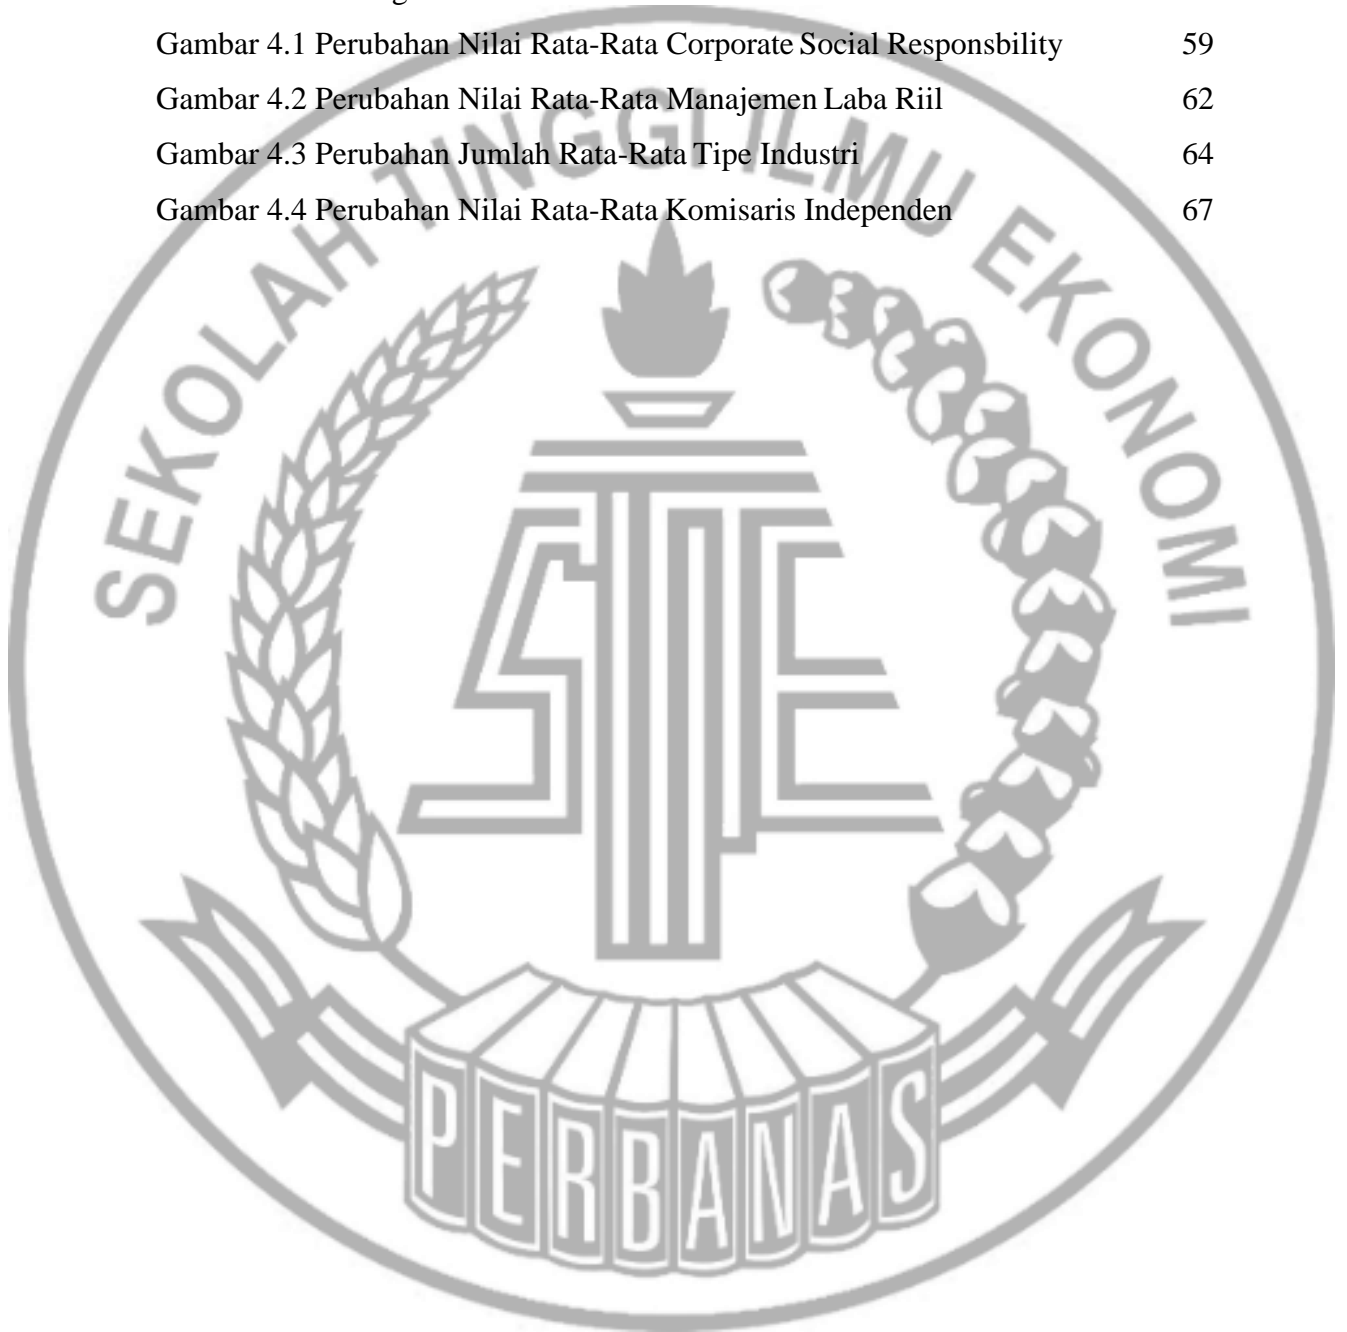 Gambar 4.1 Perubahan Nilai Rata-Rata Corporate Social Responsbility 59
Gambar 4.2 Perubahan Nilai Rata-Rata Manajemen Laba Riil 62
Gambar 4.3 Perubahan Jumlah Rata-Rata Tipe Industri 64
Gambar 4.4 Perubahan Nilai Rata-Rata Komisaris Independen 67
SEKOLAH TINGGI ILMU EKONOMI
STIE
PERBANAS